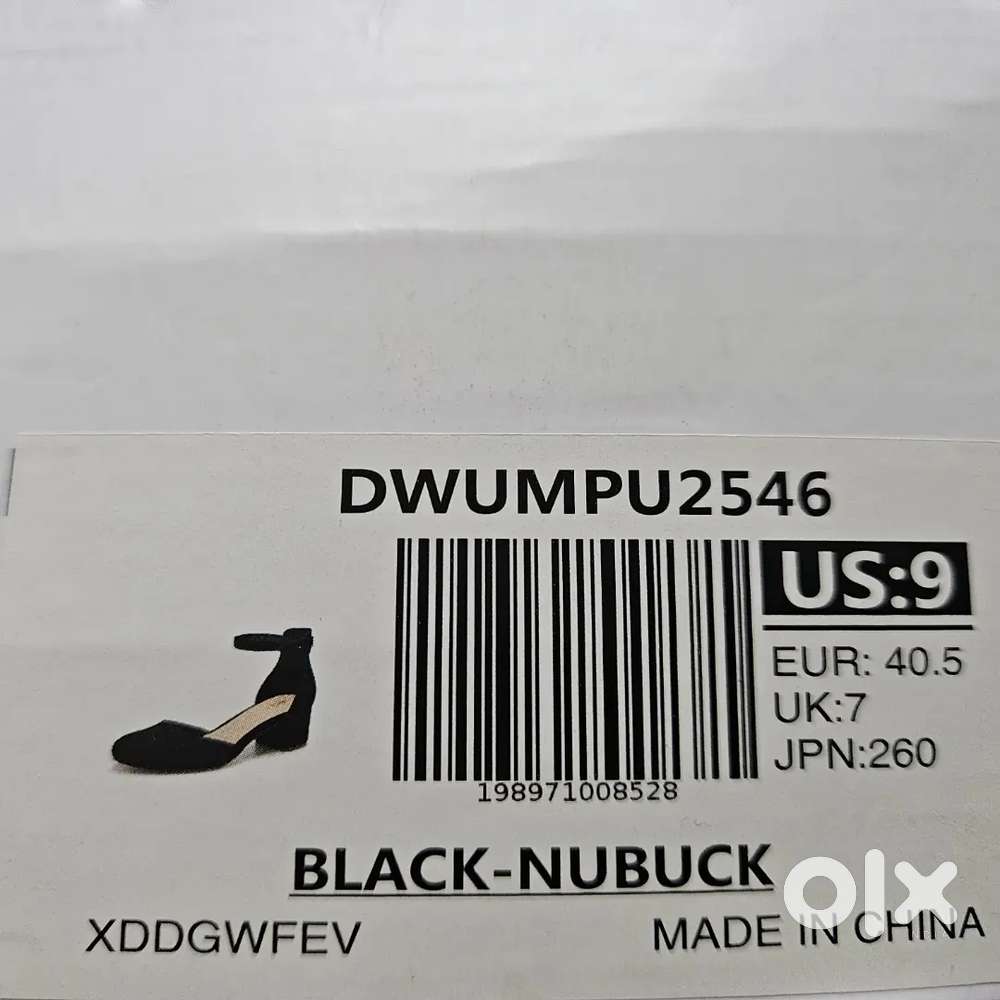 DWUMPU2546
US:9
EUR: 40.5
UK:7
JPN:260
198971008528
BLACK-NUBUCK
XDDGWFEV
MADE IN CHINA
olx